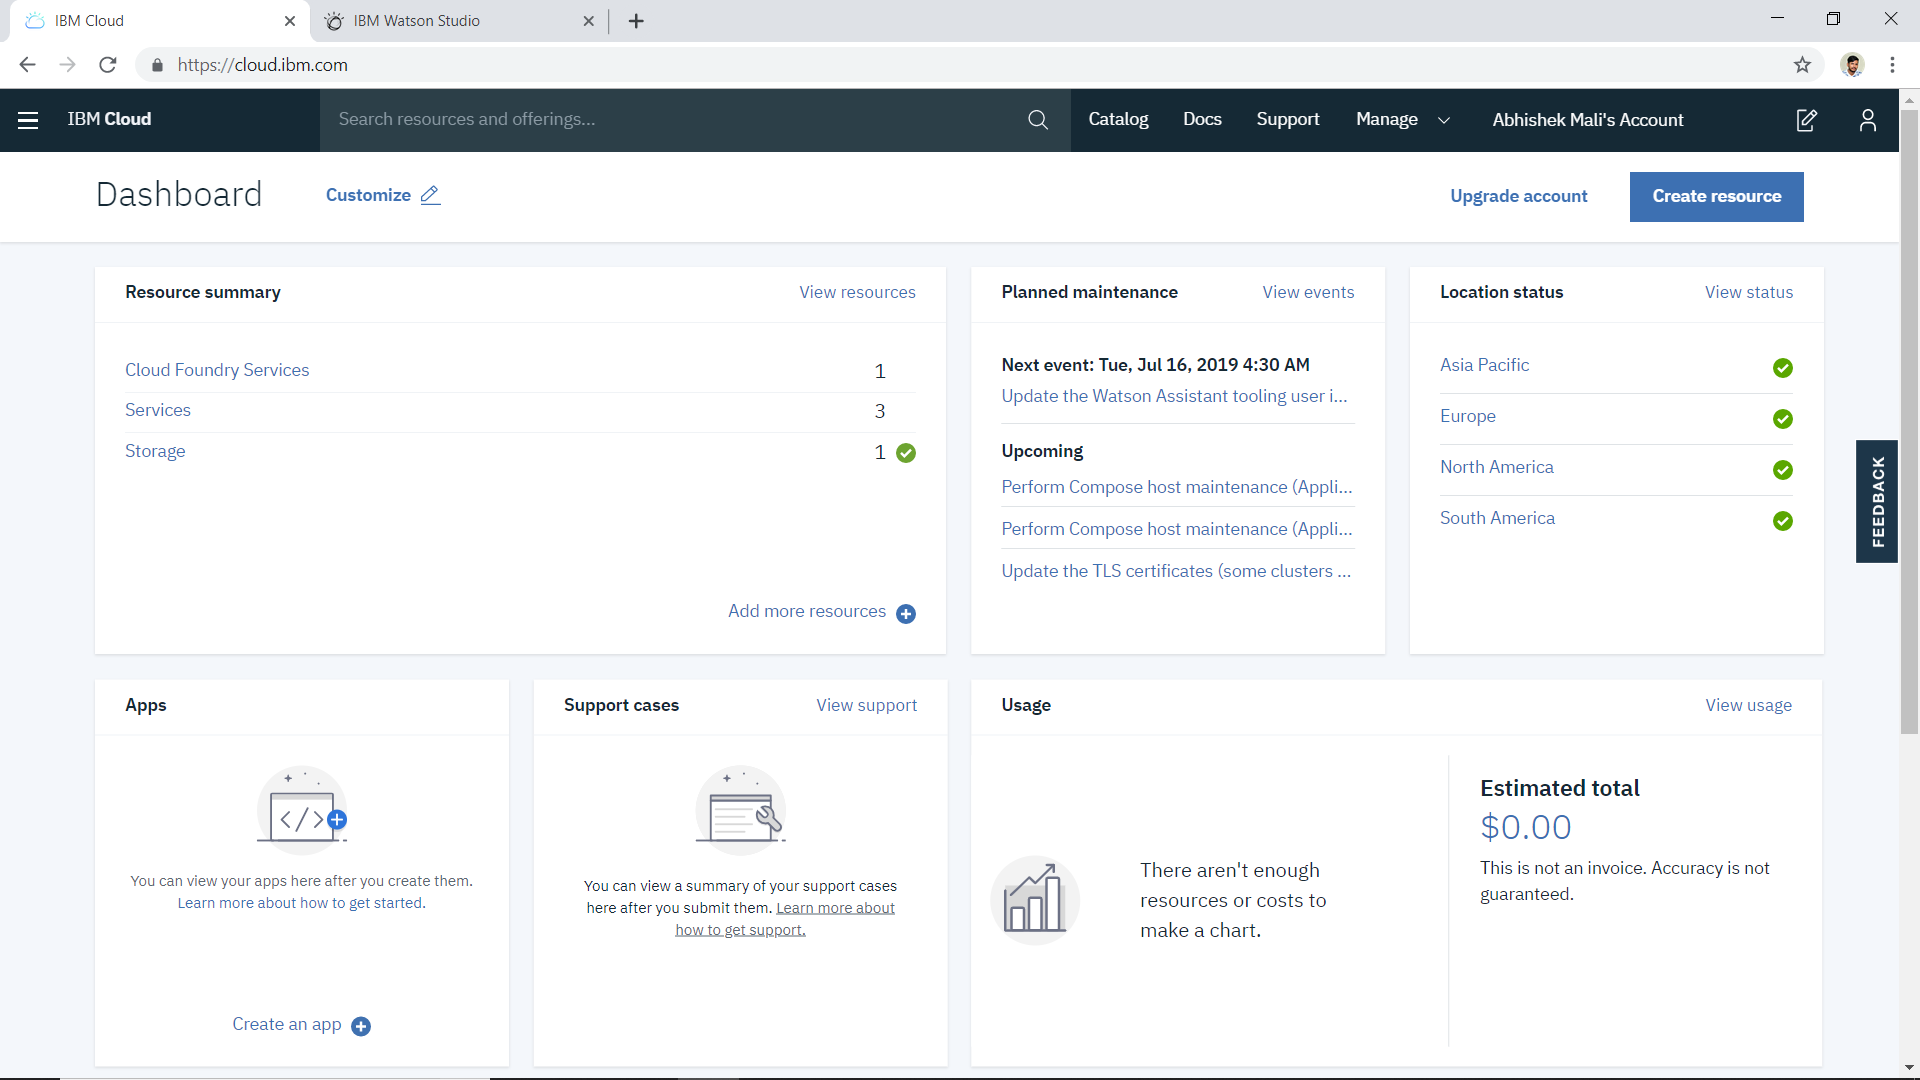 IBM Cloud
IBM Watson Studio
https://cloud.ibm.com
IBM Cloud
Search resources and offerings...
Catalog
Docs
Support
Manage
Abhishek Mali's Account
Dashboard
Customize
Upgrade account
Create resource
Resource summary
View resources
Cloud Foundry Services
1
Services
3
Storage
1
Add more resources
Planned maintenance
View events
Next event: Tue, Jul 16, 2019 4:30 AM
Update the Watson Assistant tooling user i...
Upcoming
Perform Compose host maintenance (Appli...
Perform Compose host maintenance (Appli...
Update the TLS certificates (some clusters ...
Location status
View status
Asia Pacific
Europe
North America
South America
FEEDBACK
Apps
You can view your apps here after you create them.
Learn more about how to get started.
Create an app
Support cases
View support
You can view a summary of your support cases
here after you submit them. Learn more about
how to get support.
Usage
View usage
There aren't enough
resources or costs to
make a chart.
Estimated total
$0.00
This is not an invoice. Accuracy is not
guaranteed.